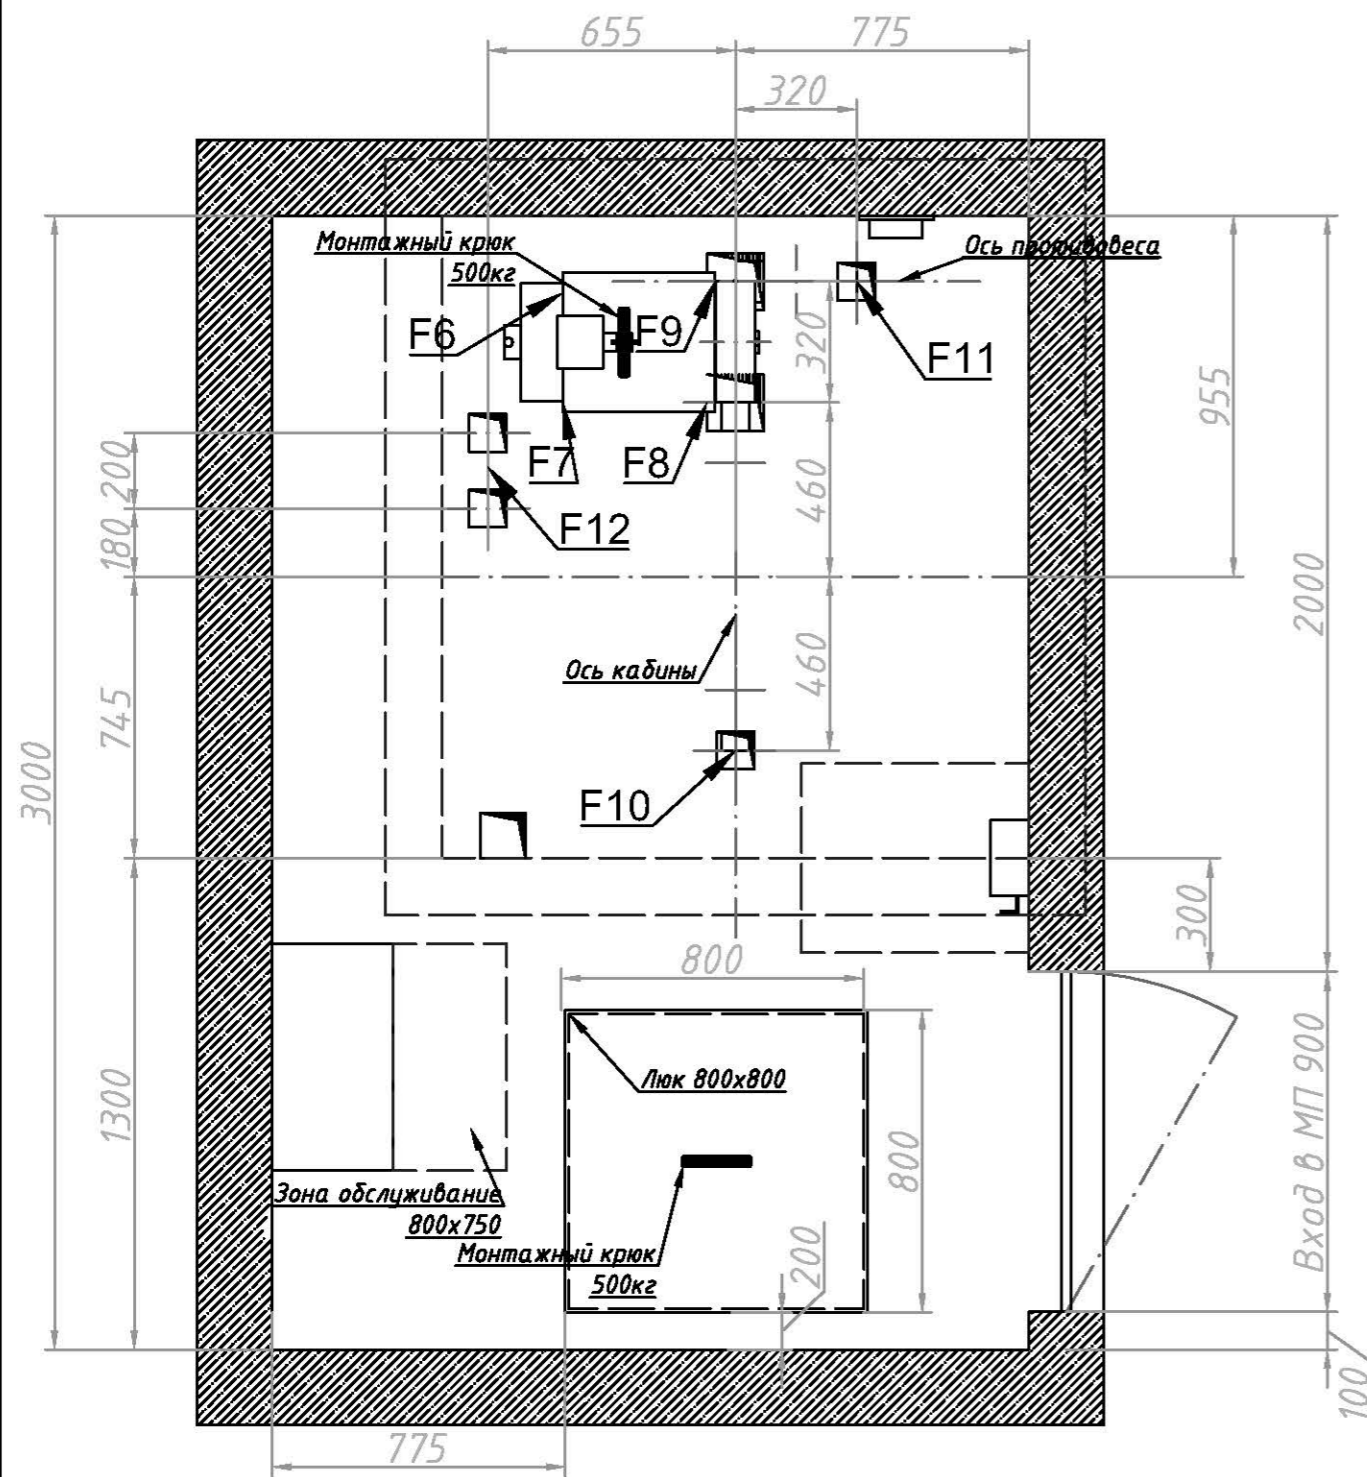 655
775
320
Монтажный крюк
500кг
Ось противовеса
F6
F9
320
F11
955
F7
F8
200
460
F12
180
2000
Ось кабины
460
745
3000
F10
300
800
Люк 800х800
1300
800
Вход в МП 900
Зона обслуживание
800х750
Монтажный крюк
500кг
200
100
775